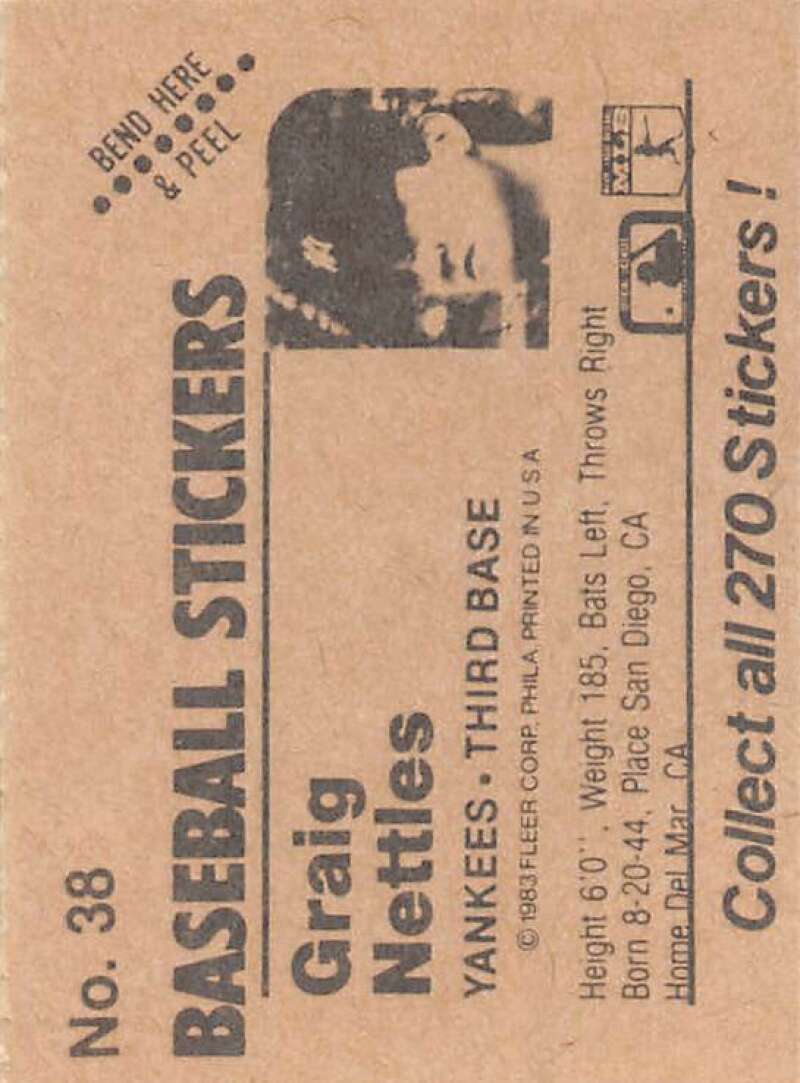 No. 38
BEND HERE
& PEEL
BASEBALL STICKERS
Graig
Nettles
YANKEES • THIRD BASE
© 1983 FLEER CORP. PHILA. PRINTED IN U S A
Height 6'0'', Weight 185, Bats Left, Throws Right
Born 8-20-44, Place San Diego, CA
Home Del Mar, CA
Collect all 270 Stickers!